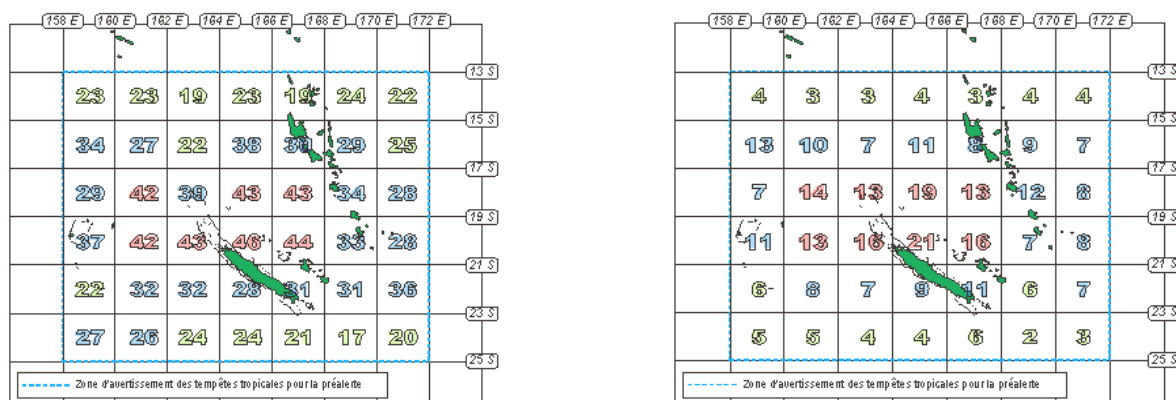 158 E 160 E 162 E 164 E 166 E 168 E 170 E 172 E
13 S
23 23 19 23 19 24 22
15 S
34 27 22 38 30 29 25
17 S
29 42 39 43 43 34 28
19 S
37 42 43 46 44 33 28
21 S
22 32 32 28 31 31 36
23 S
27 26 24 24 21 17 20
25 S
Zone d'avertissement des tempêtes tropicales pour la préalerte
158 E 160 E 162 E 164 E 166 E 168 E 170 E 172 E
13 S
4 3 3 4 3 4 4
15 S
13 10 7 11 8 9 7
17 S
7 14 13 19 13 12 8
19 S
11 13 16 21 16 7 8
21 S
6 8 7 9 11 6 7
23 S
5 5 4 4 6 2 3
25 S
Zone d'avertissement des tempêtes tropicales pour la préalerte